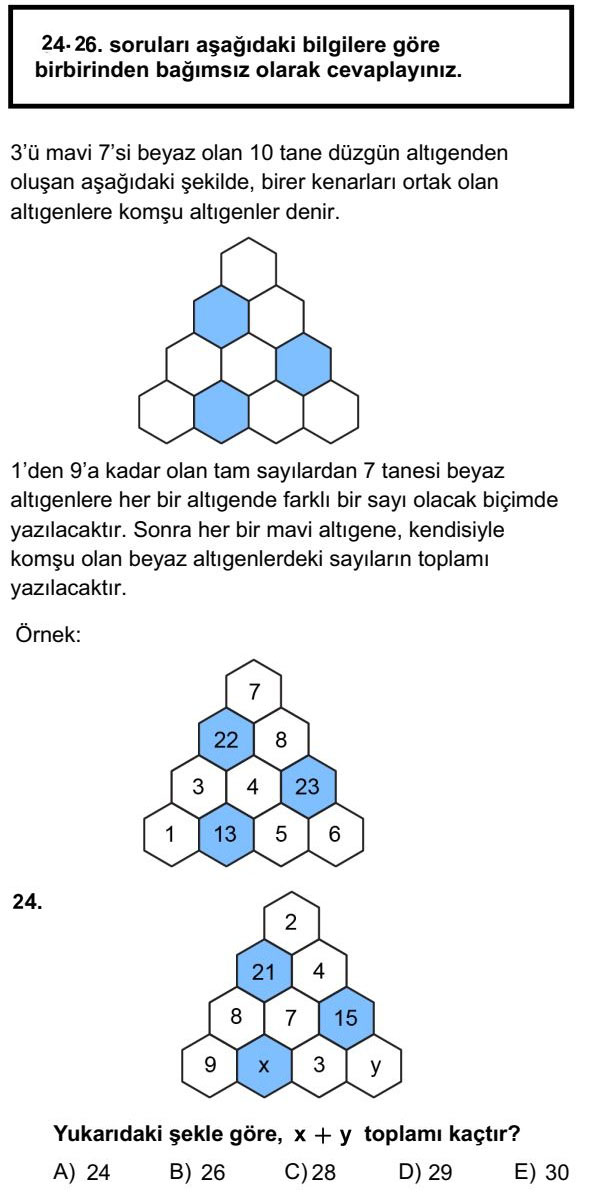 24-26. soruları aşağıdaki bilgilere göre
birbirinden bağımsız olarak cevaplayınız.
3'ü mavi 7'si beyaz olan 10 tane düzgün altıgenden
oluşan aşağıdaki şekilde, birer kenarları ortak olan
altıgenlere komşu altıgenler denir.
1'den 9'a kadar olan tam sayılardan 7 tanesi beyaz
altıgenlere her bir altıgende farklı bir sayı olacak biçimde
yazılacaktır. Sonra her bir mavi altıgene, kendisiyle
komşu olan beyaz altıgenlerdeki sayıların toplamı
yazılacaktır.
Örnek:
7
22 8
3 4 23
1 13 5 6
24.
2
21 4
8 7 15
9 x 3 y
Yukarıdaki şekle göre, x + y toplamı kaçtır?
A) 24 B) 26 C) 28 D) 29 E) 30